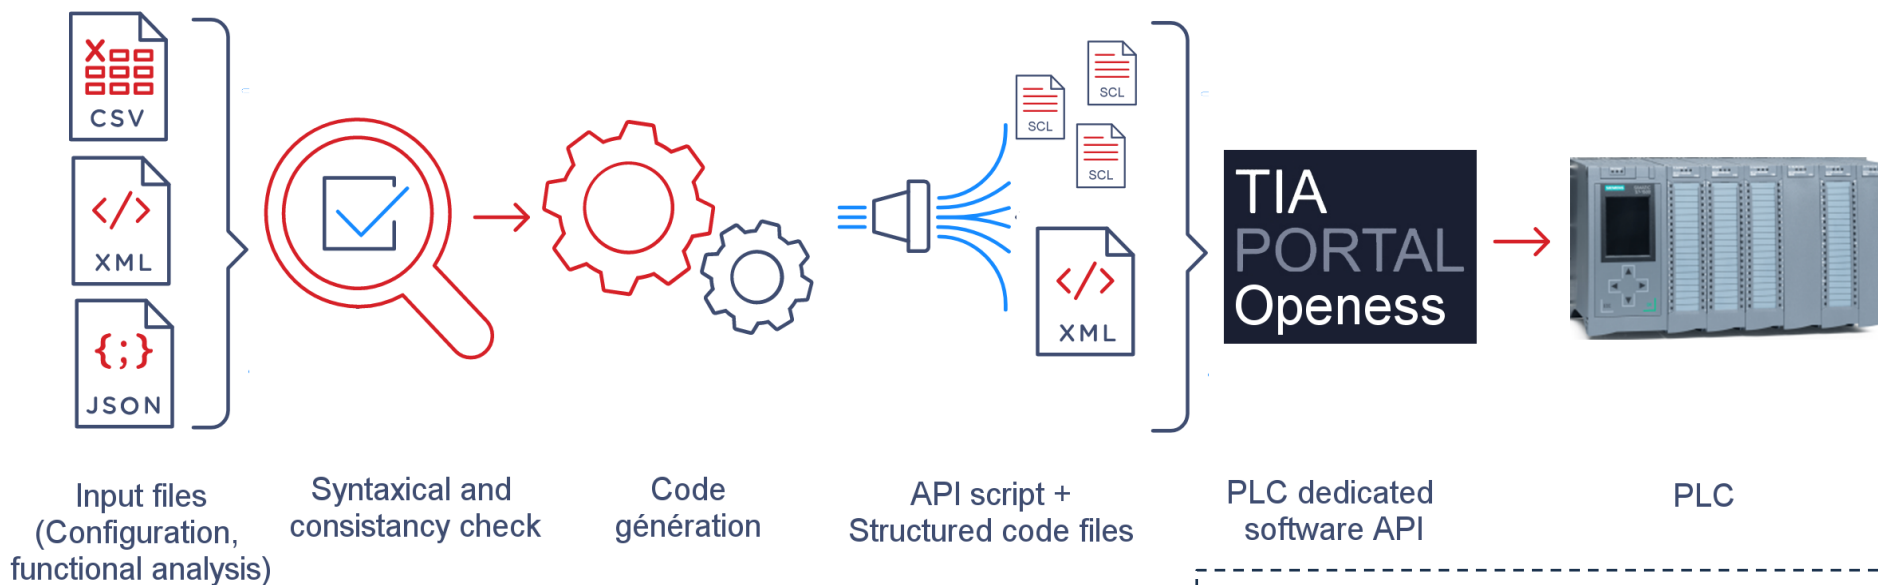 CSV
XML
JSON
SCL
SCL
SCL
XML
TIA
PORTAL
Openess
Input files
(Configuration,
functional analysis)
Syntaxical and
consistancy check
Code
génération
API script +
Structured code files
PLC dedicated
software API
PLC